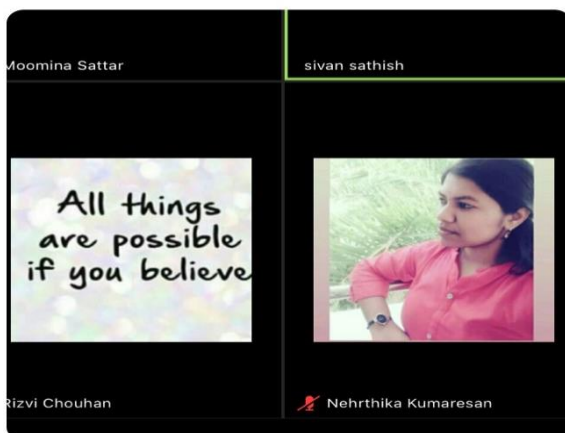 Moomina Sattar
sivan sathish
All things
are possible
if you believe
Rizvi Chouhan
Nehrthika Kumaresan